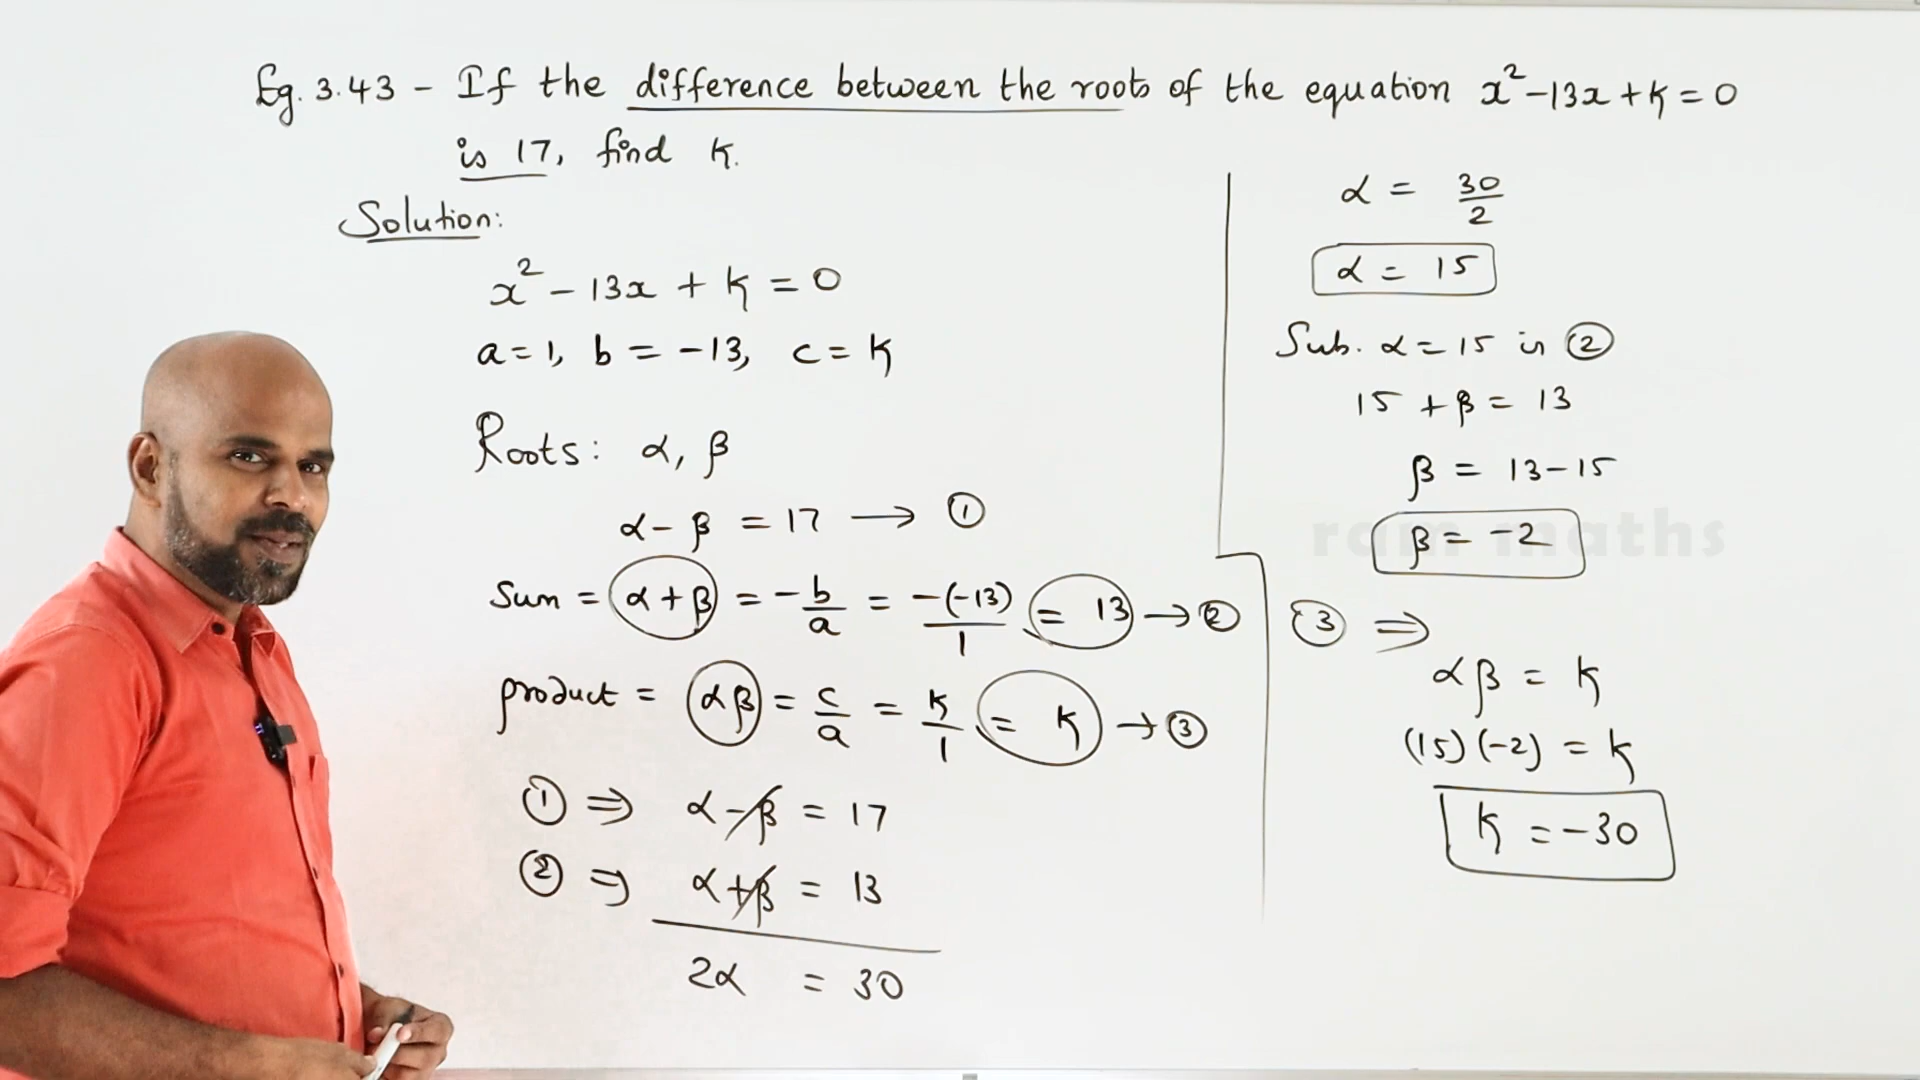 Eg. 3.43 - If the difference between the roots of the equation x² - 13x + k = 0
is 17, find k.
Solution:
x² - 13x + k = 0
a = 1, b = -13, c = k
Roots: α, β
α - β = 17 → ①
Sum = α + β = -b/a = -(-13)/1 = 13 → ②
product = αβ = c/a = k/1 = k → ③
① ⇒ α - β = 17
② ⇒ α + β = 13
2α = 30
α = 30/2
α = 15
Sub. α = 15 in ②
15 + β = 13
β = 13 - 15
ram maths
β = -2
③ ⇒
αβ = k
(15)(-2) = k
k = -30